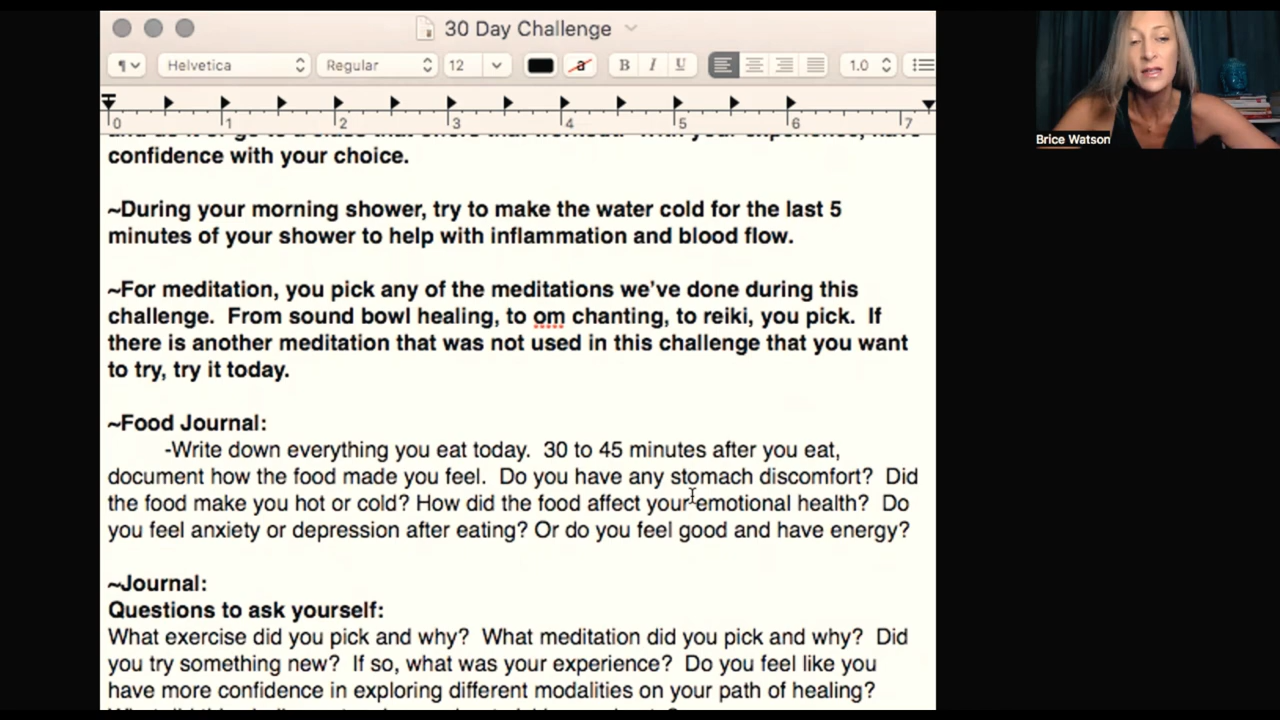 30 Day Challenge
¶ Helvetica Regular 12 a B I U 1.0
0 1 2 3 4 5 6 7
confidence with your choice.
~During your morning shower, try to make the water cold for the last 5
minutes of your shower to help with inflammation and blood flow.
~For meditation, you pick any of the meditations we've done during this
challenge.  From sound bowl healing, to om chanting, to reiki, you pick.  If
there is another meditation that was not used in this challenge that you want
to try, try it today.
~Food Journal:
-Write down everything you eat today.  30 to 45 minutes after you eat,
document how the food made you feel.  Do you have any stomach discomfort?  Did
the food make you hot or cold? How did the food affect your emotional health?  Do
you feel anxiety or depression after eating? Or do you feel good and have energy?
~Journal:
Questions to ask yourself:
What exercise did you pick and why?  What meditation did you pick and why?  Did
you try something new?  If so, what was your experience?  Do you feel like you
have more confidence in exploring different modalities on your path of healing?
Brice Watson